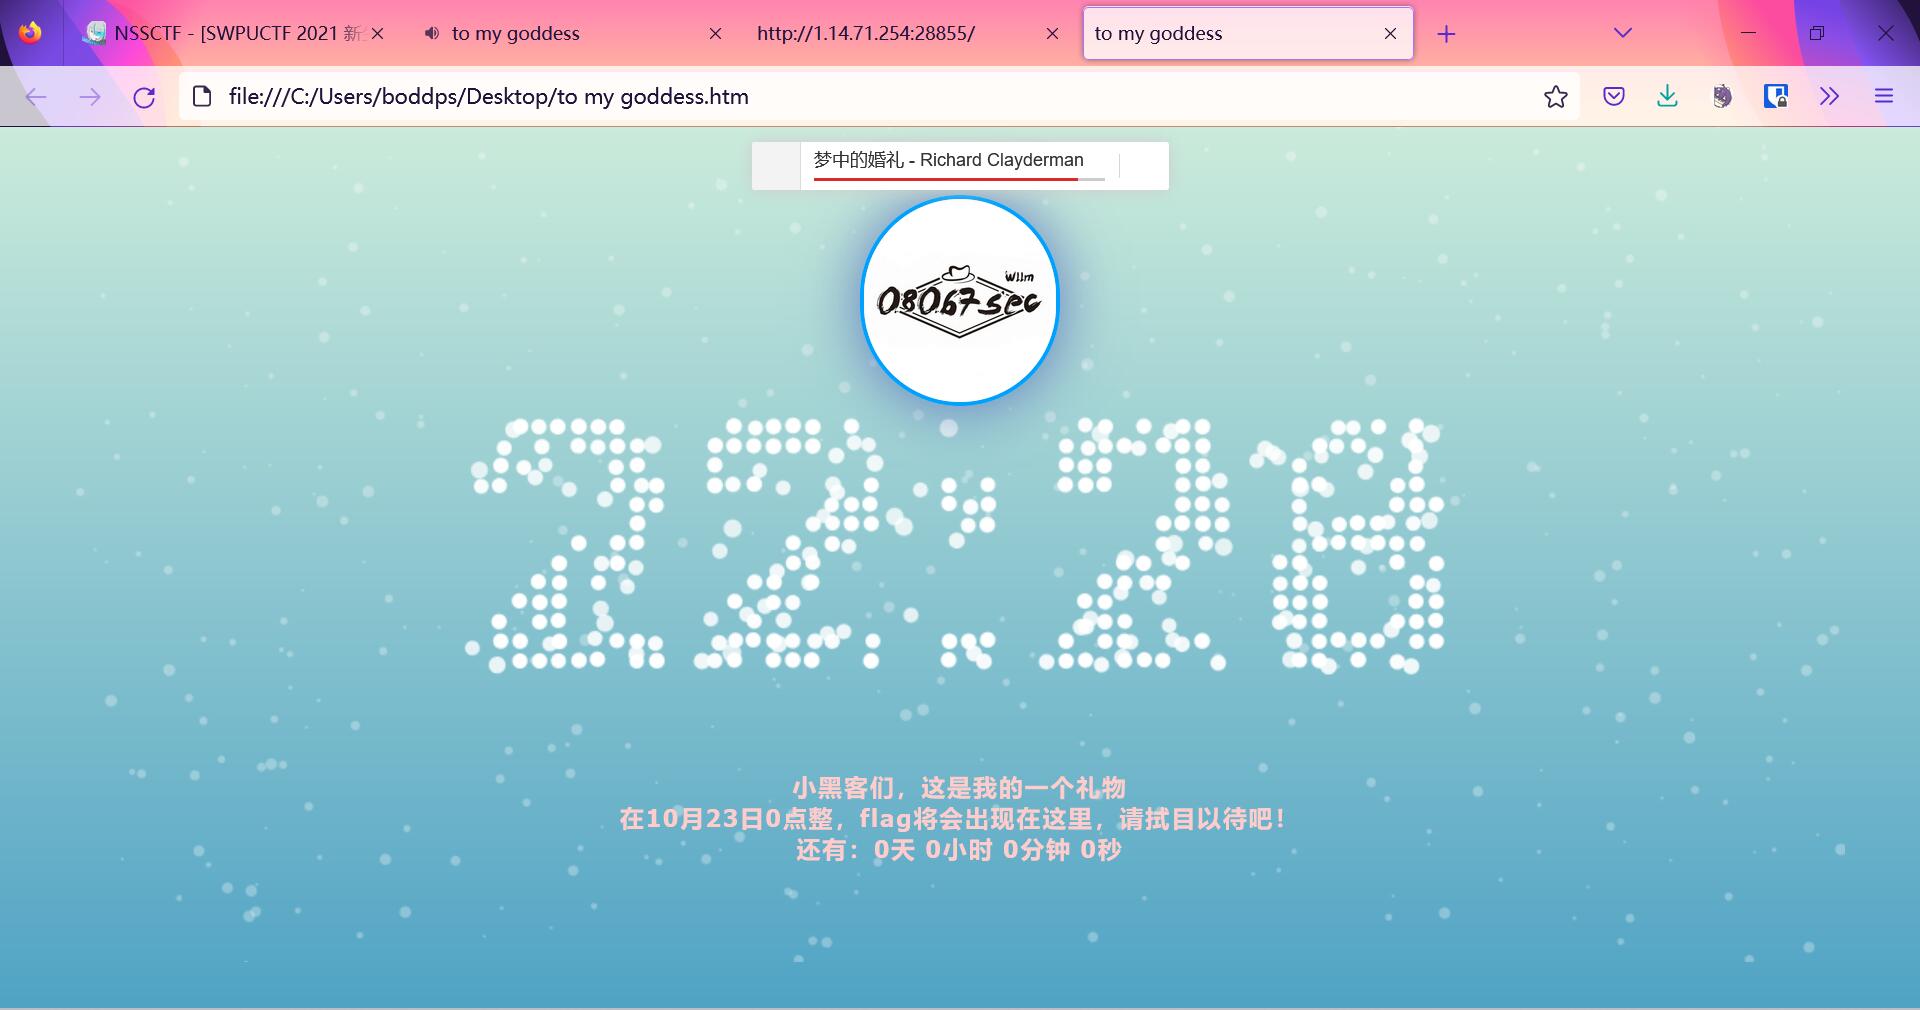 NSSCTF - [SWPUCTF 2021 新
to my goddess
http://1.14.71.254:28855/
to my goddess
file:///C:/Users/boddps/Desktop/to my goddess.htm
梦中的婚礼 - Richard Clayderman
Wllm
08067sec
小黑客们，这是我的一个礼物
在10月23日0点整，flag将会出现在这里，请拭目以待吧！
还有：0天 0小时 0分钟 0秒